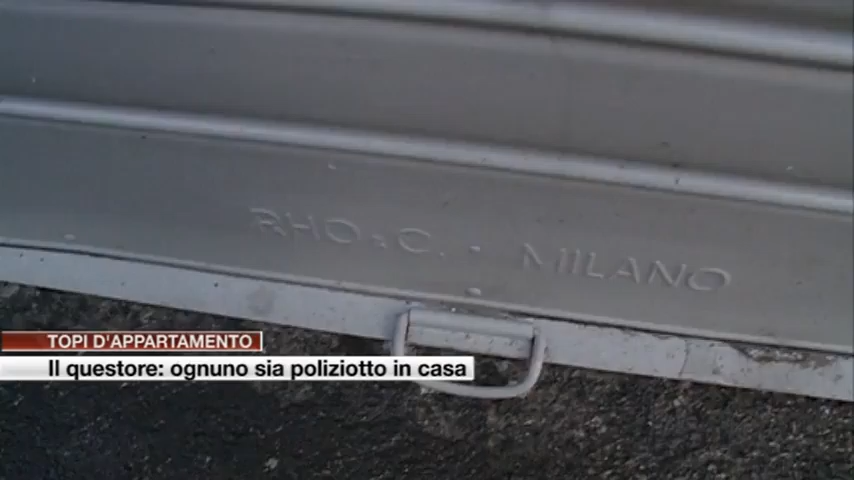 RHO & C. - MILANO
TOPI D'APPARTAMENTO
Il questore: ognuno sia poliziotto in casa